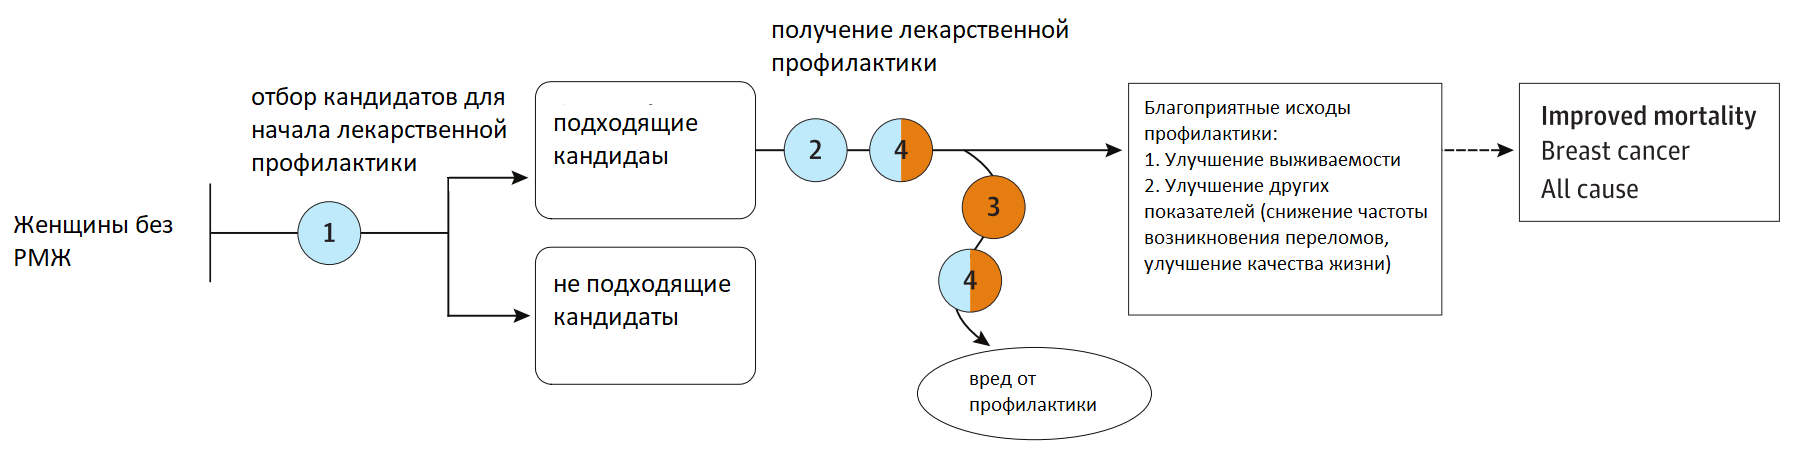 получение лекарственной
профилактики
отбор кандидатов для
начала лекарственной
профилактики
Женщины без
РМЖ
1
подходящие
кандидаы
не подходящие
кандидаты
2
4
3
4
вред от
профилактики
Благоприятные исходы
профилактики:
1. Улучшение выживаемости
2. Улучшение других
показателей (снижение частоты
возникновения переломов,
улучшение качества жизни)
Improved mortality
Breast cancer
All cause